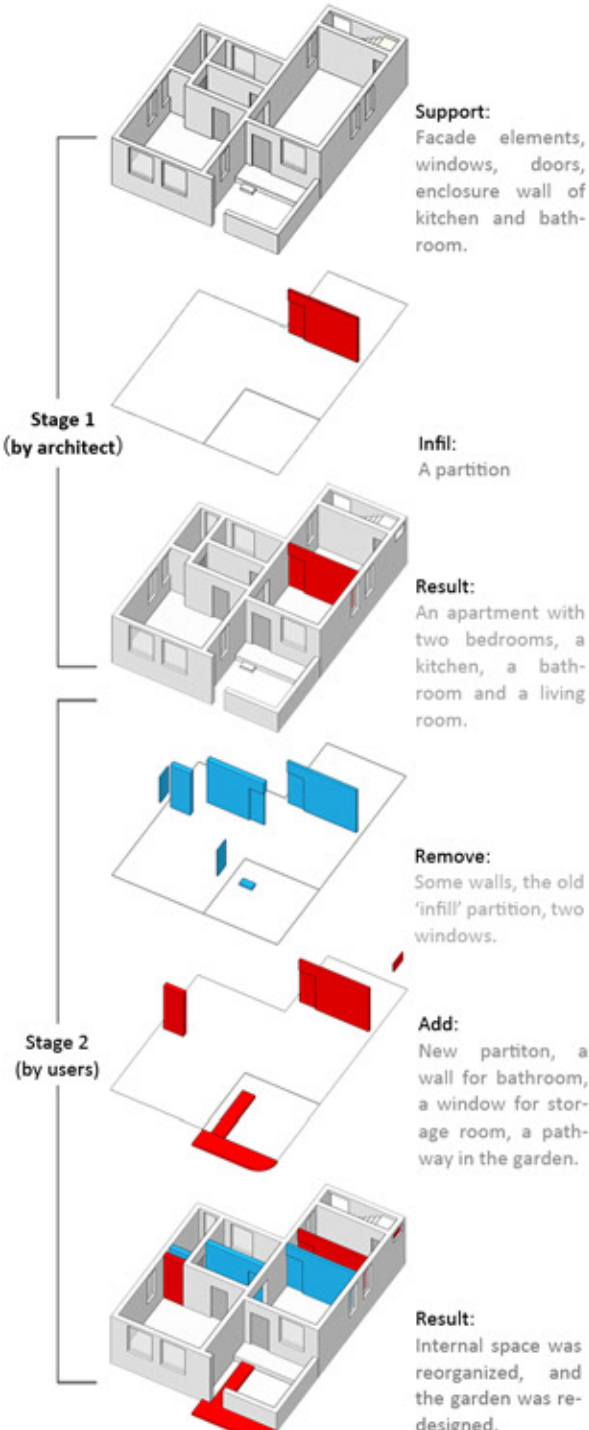 Support:
Facade elements,
windows, doors,
enclosure wall of
kitchen and bath-
room.
Stage 1
(by architect)
Infil:
A partition
Result:
An apartment with
two bedrooms, a
kitchen, a bath-
room and a living
room.
Remove:
Some walls, the old
‘infill’ partition, two
windows.
Stage 2
(by users)
Add:
New partiton, a
wall for bathroom,
a window for stor-
age room, a path-
way in the garden.
Result:
Internal space was
reorganized, and
the garden was re-
designed.